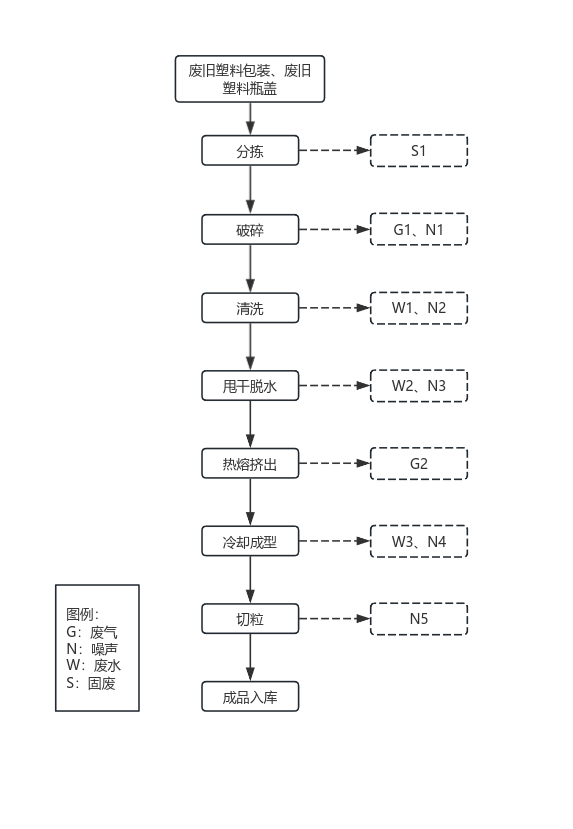 废旧塑料包装、废旧
塑料瓶盖
分拣
S1
破碎
G1、N1
清洗
W1、N2
甩干脱水
W2、N3
热熔挤出
G2
冷却成型
W3、N4
切粒
N5
成品入库
图例：
G：废气
N：噪声
W：废水
S：固废